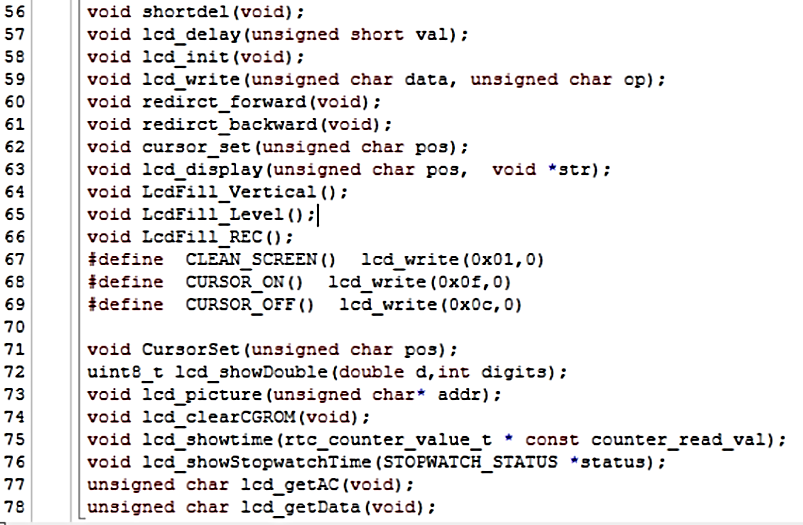 56 void shortdel(void);
57 void lcd_delay(unsigned short val);
58 void lcd_init(void);
59 void lcd_write(unsigned char data, unsigned char op);
60 void redirct_forward(void);
61 void redirct_backward(void);
62 void cursor_set(unsigned char pos);
63 void lcd_display(unsigned char pos,  void *str);
64 void LcdFill_Vertical();
65 void LcdFill_Level();
66 void LcdFill_REC();
67 #define  CLEAN_SCREEN()  lcd_write(0x01,0)
68 #define  CURSOR_ON()  lcd_write(0x0f,0)
69 #define  CURSOR_OFF()  lcd_write(0x0c,0)
70
71 void CursorSet(unsigned char pos);
72 uint8_t lcd_showDouble(double d,int digits);
73 void lcd_picture(unsigned char* addr);
74 void lcd_clearCGROM(void);
75 void lcd_showtime(rtc_counter_value_t * const counter_read_val);
76 void lcd_showStopwatchTime(STOPWATCH_STATUS *status);
77 unsigned char lcd_getAC(void);
78 unsigned char lcd_getData(void);